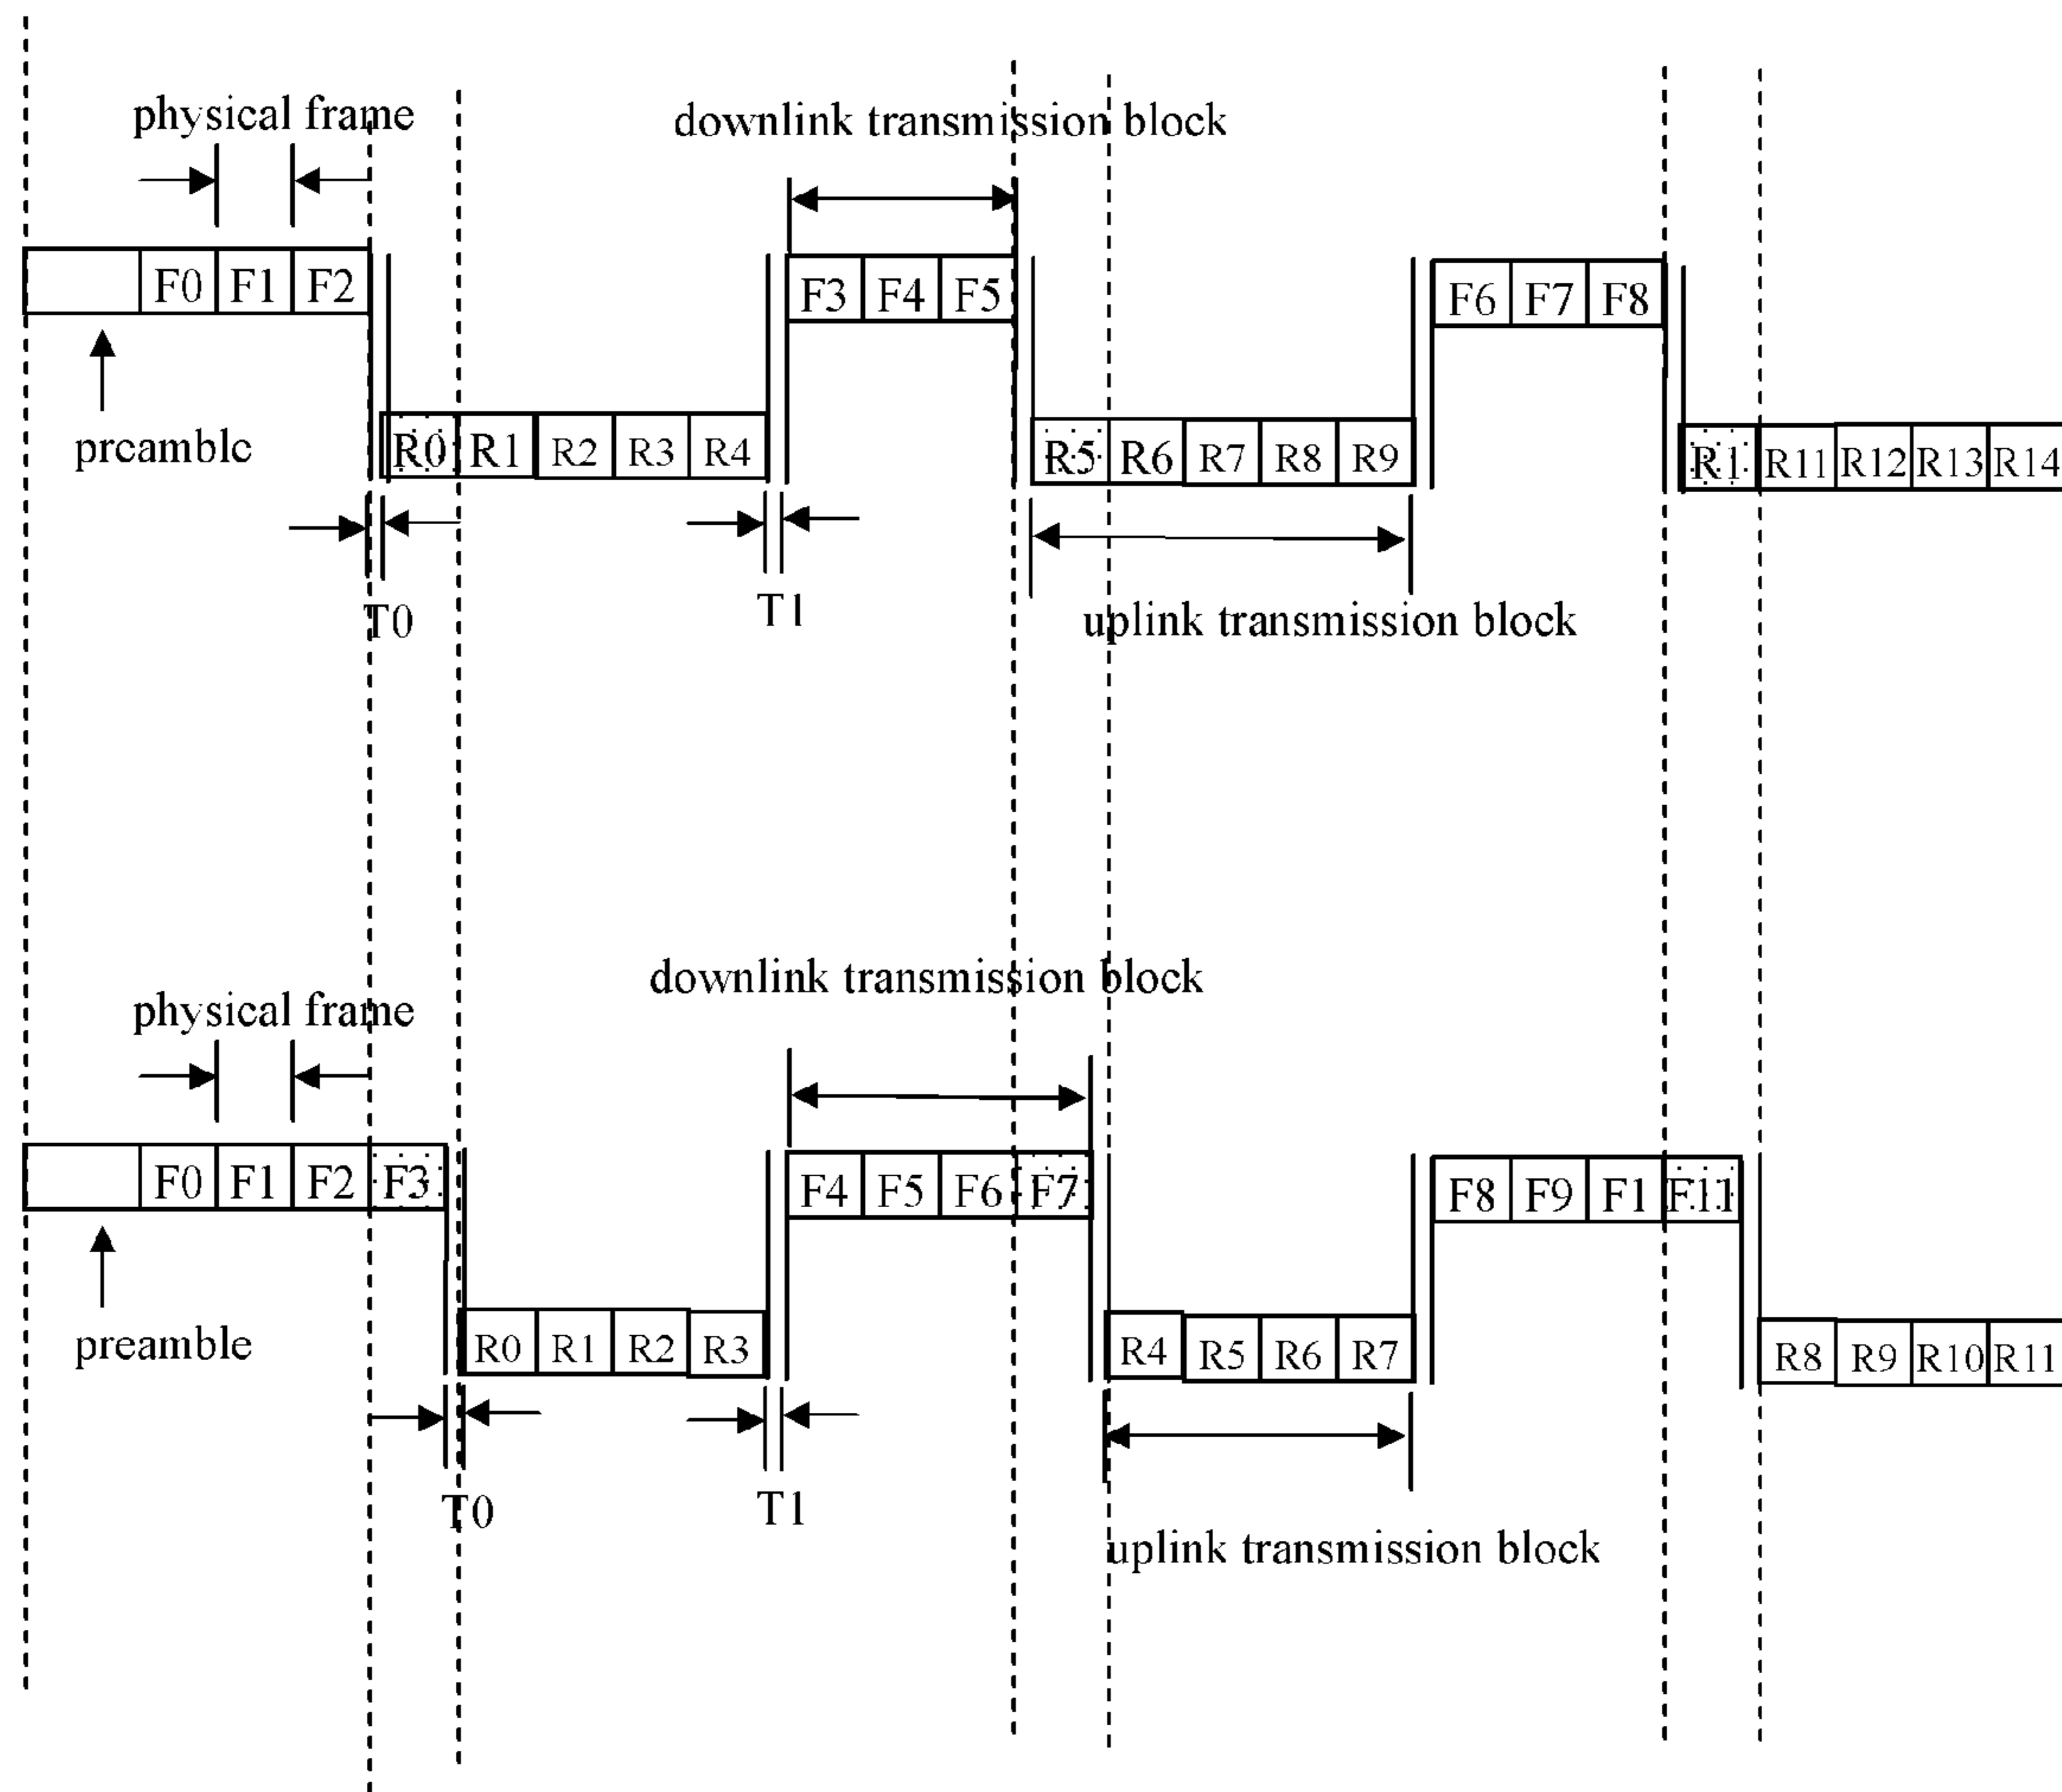 physical frame
downlink transmission block
F0 F1 F2
F3 F4 F5
F6 F7 F8
preamble
R0 R1 R2 R3 R4
R5 R6 R7 R8 R9
R1 R11 R12 R13 R14
T0
T1
uplink transmission block
downlink transmission block
physical frame
F0 F1 F2 F3
F4 F5 F6 F7
F8 F9 F1 F11
preamble
R0 R1 R2 R3
R4 R5 R6 R7
R8 R9 R10 R11
T0
T1
uplink transmission block